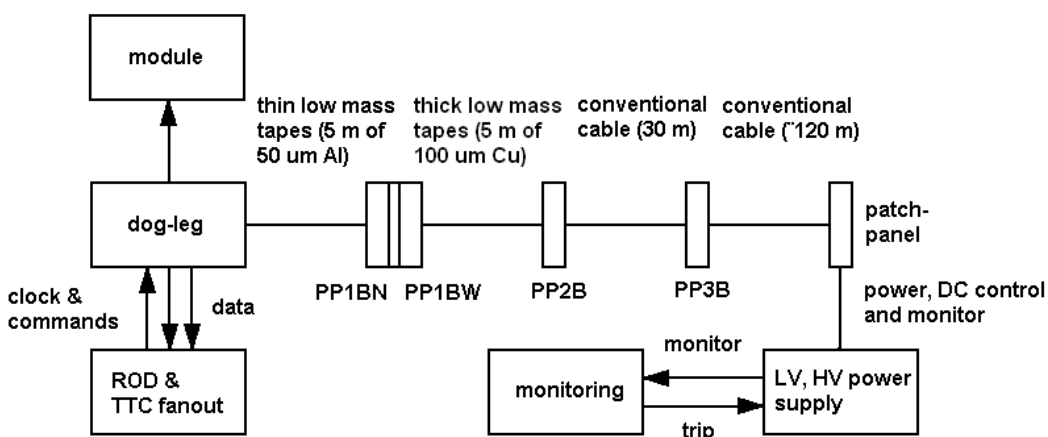 module
thin low mass
tapes (5 m of
50 um Al)
thick low mass
tapes (5 m of
100 um Cu)
conventional
cable (30 m)
conventional
cable (~120 m)
dog-leg
patch-
panel
PP1BN
PP1BW
PP2B
PP3B
clock &
commands
data
power, DC control
and monitor
ROD &
TTC fanout
monitoring
monitor
trip
LV, HV power
supply